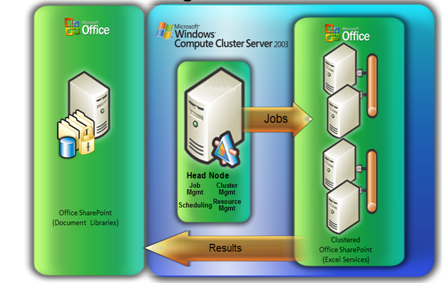 Microsoft
Office
Office SharePoint
(Document Libraries)
Microsoft
Windows
Compute Cluster Server 2003
Head Node
Job Mgmt
Cluster Mgmt
Scheduling
Resource Mgmt
Jobs
Results
Microsoft
Office
Clustered
Office SharePoint
(Excel Services)